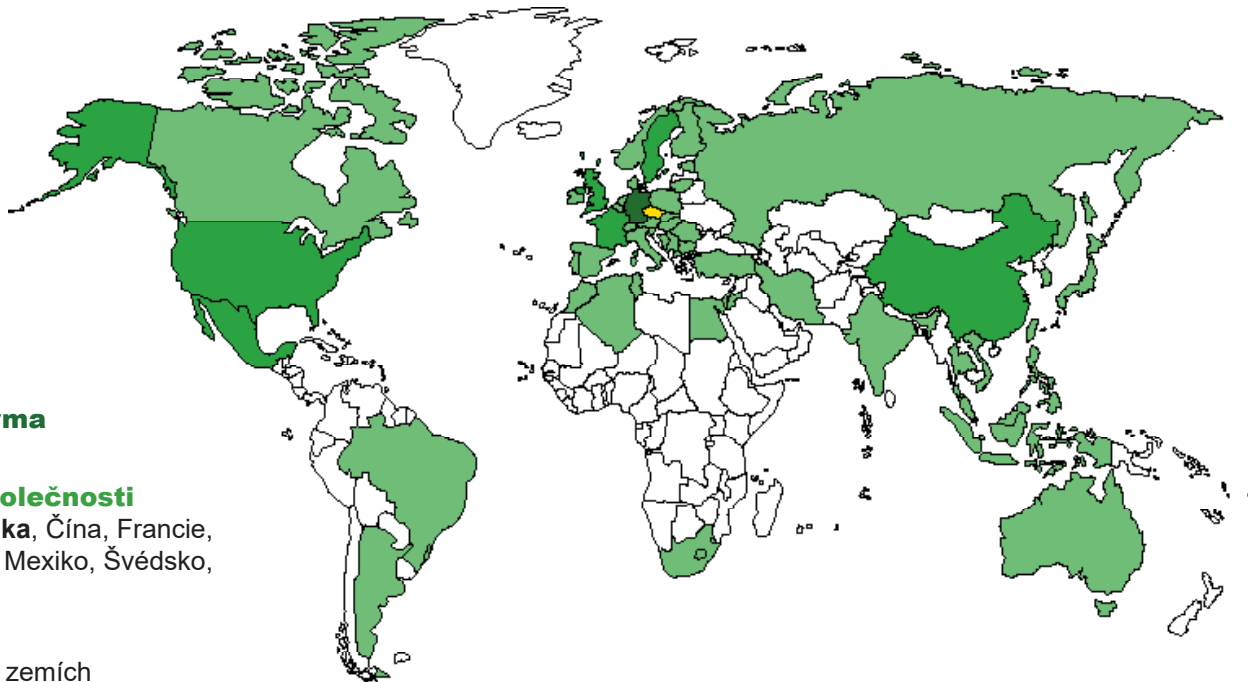 rma
olečnosti
ka, Čína, Francie,
Mexiko, Švédsko,
zemích